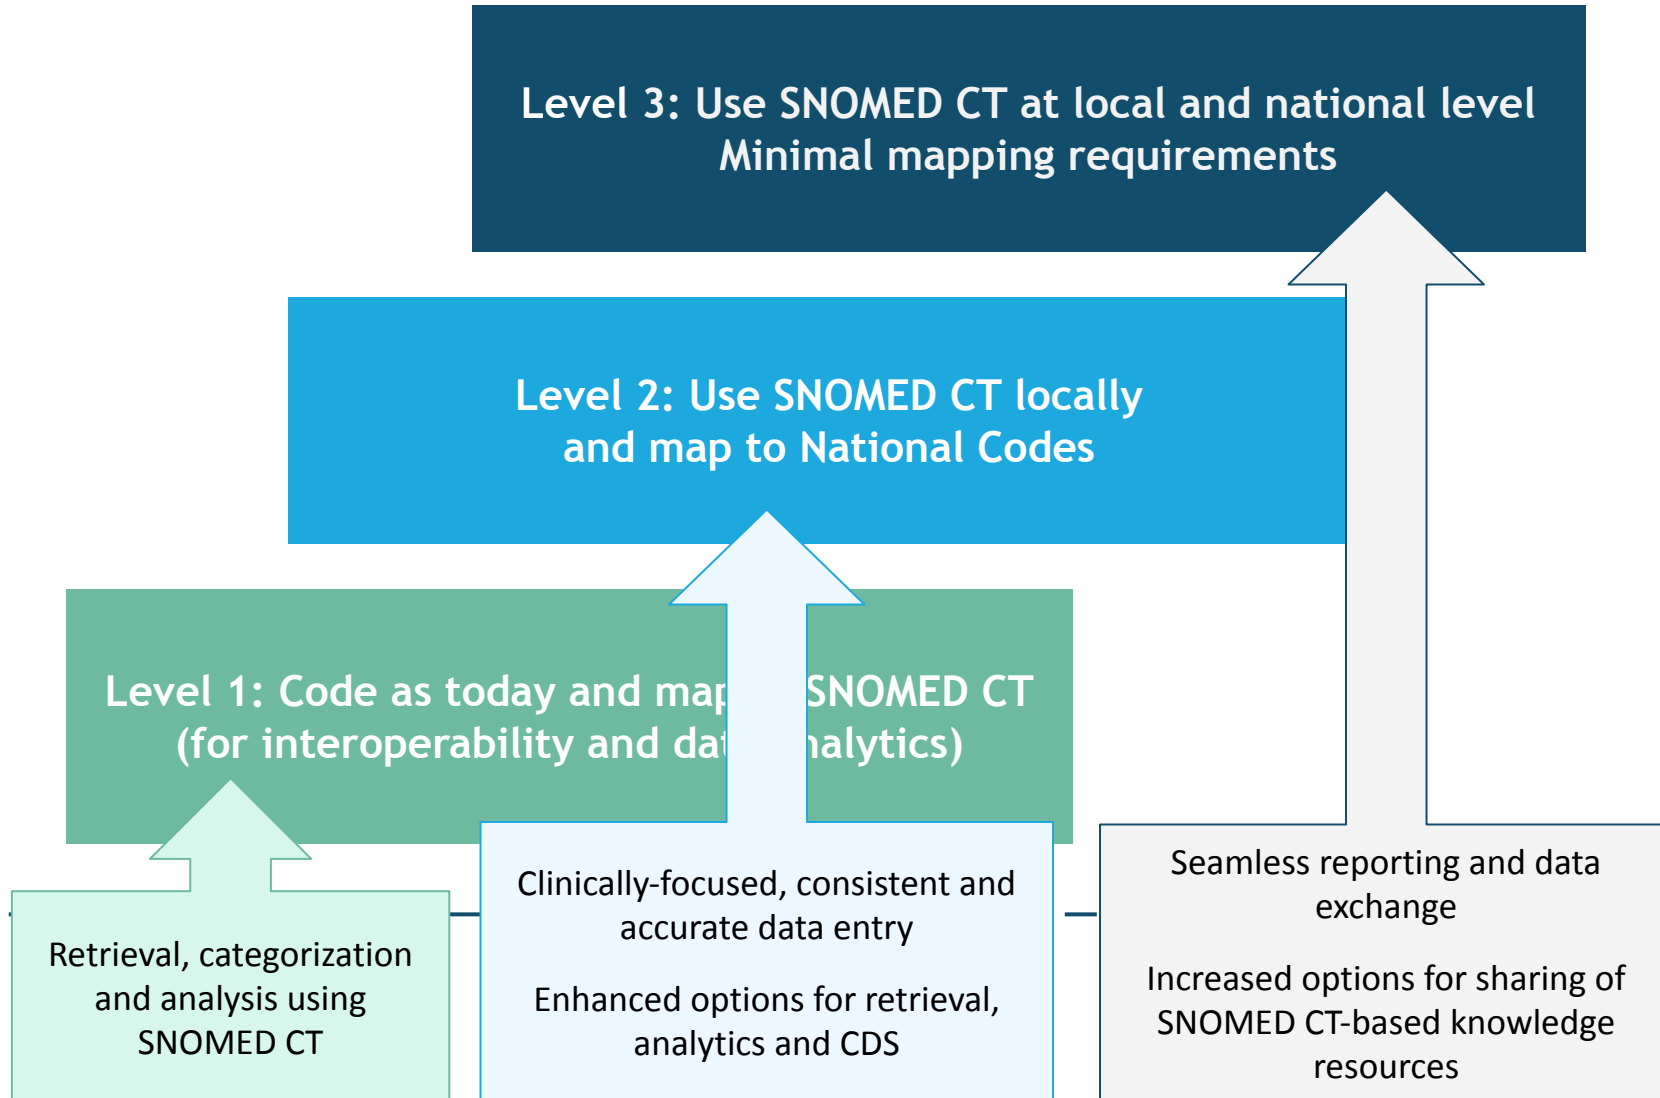 Level 3: Use SNOMED CT at local and national level
Minimal mapping requirements
Level 2: Use SNOMED CT locally
and map to National Codes
Level 1: Code as today and map SNOMED CT
(for interoperability and dat nalytics)
Clinically-focused, consistent and
accurate data entry
Enhanced options for retrieval,
analytics and CDS
Seamless reporting and data
exchange
Increased options for sharing of
SNOMED CT-based knowledge
resources
Retrieval, categorization
and analysis using
SNOMED CT